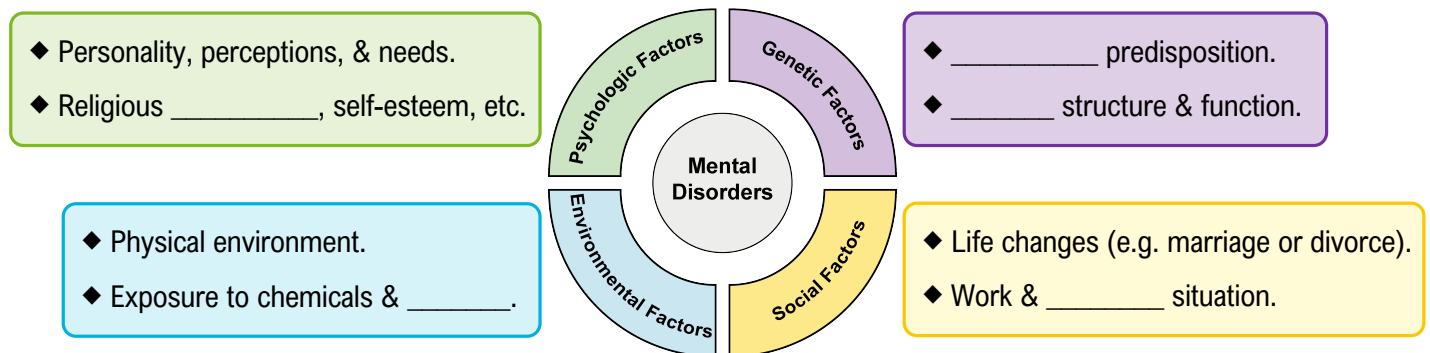 ◆ Personality, perceptions, & needs.
◆ Religious __________, self-esteem, etc.
Psychologic Factors
Genetic Factors
◆ __________ predisposition.
◆ _______ structure & function.
Mental
Disorders
◆ Physical environment.
◆ Exposure to chemicals & _______.
Environmental Factors
Social Factors
◆ Life changes (e.g. marriage or divorce).
◆ Work & ________ situation.